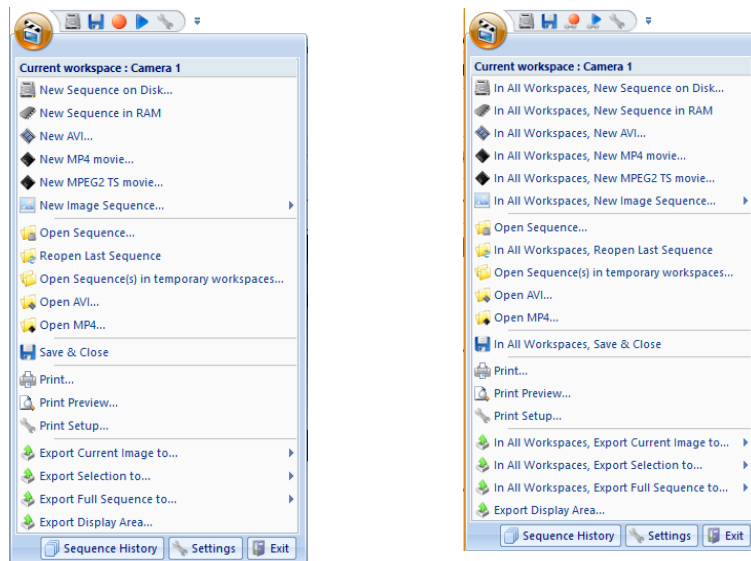 Current workspace : Camera 1
New Sequence on Disk...
New Sequence in RAM
New AVI...
New MP4 movie...
New MPEG2 TS movie...
New Image Sequence...
Open Sequence...
Reopen Last Sequence
Open Sequence(s) in temporary workspaces...
Open AVI...
Open MP4...
Save & Close
Print...
Print Preview...
Print Setup...
Export Current Image to...
Export Selection to...
Export Full Sequence to...
Export Display Area...
Sequence History Settings Exit
Current workspace : Camera 1
In All Workspaces, New Sequence on Disk...
In All Workspaces, New Sequence in RAM
In All Workspaces, New AVI...
In All Workspaces, New MP4 movie...
In All Workspaces, New MPEG2 TS movie...
In All Workspaces, New Image Sequence...
Open Sequence...
In All Workspaces, Reopen Last Sequence
Open Sequence(s) in temporary workspaces...
Open AVI...
Open MP4...
In All Workspaces, Save & Close
Print...
Print Preview...
Print Setup...
In All Workspaces, Export Current Image to...
In All Workspaces, Export Selection to...
In All Workspaces, Export Full Sequence to...
Export Display Area...
Sequence History Settings Exit